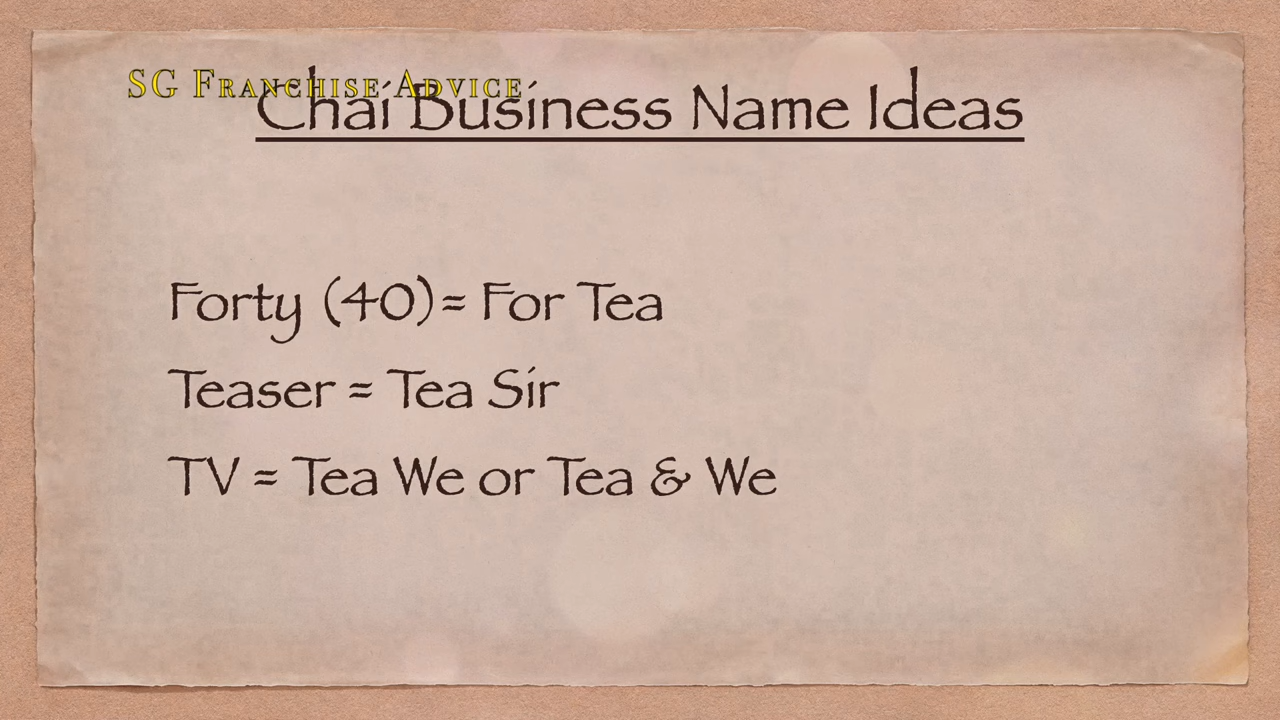 SG Franchise Advice
Chai Business Name Ideas
Forty (40)= For Tea
Teaser = Tea Sir
TV = Tea We or Tea & We